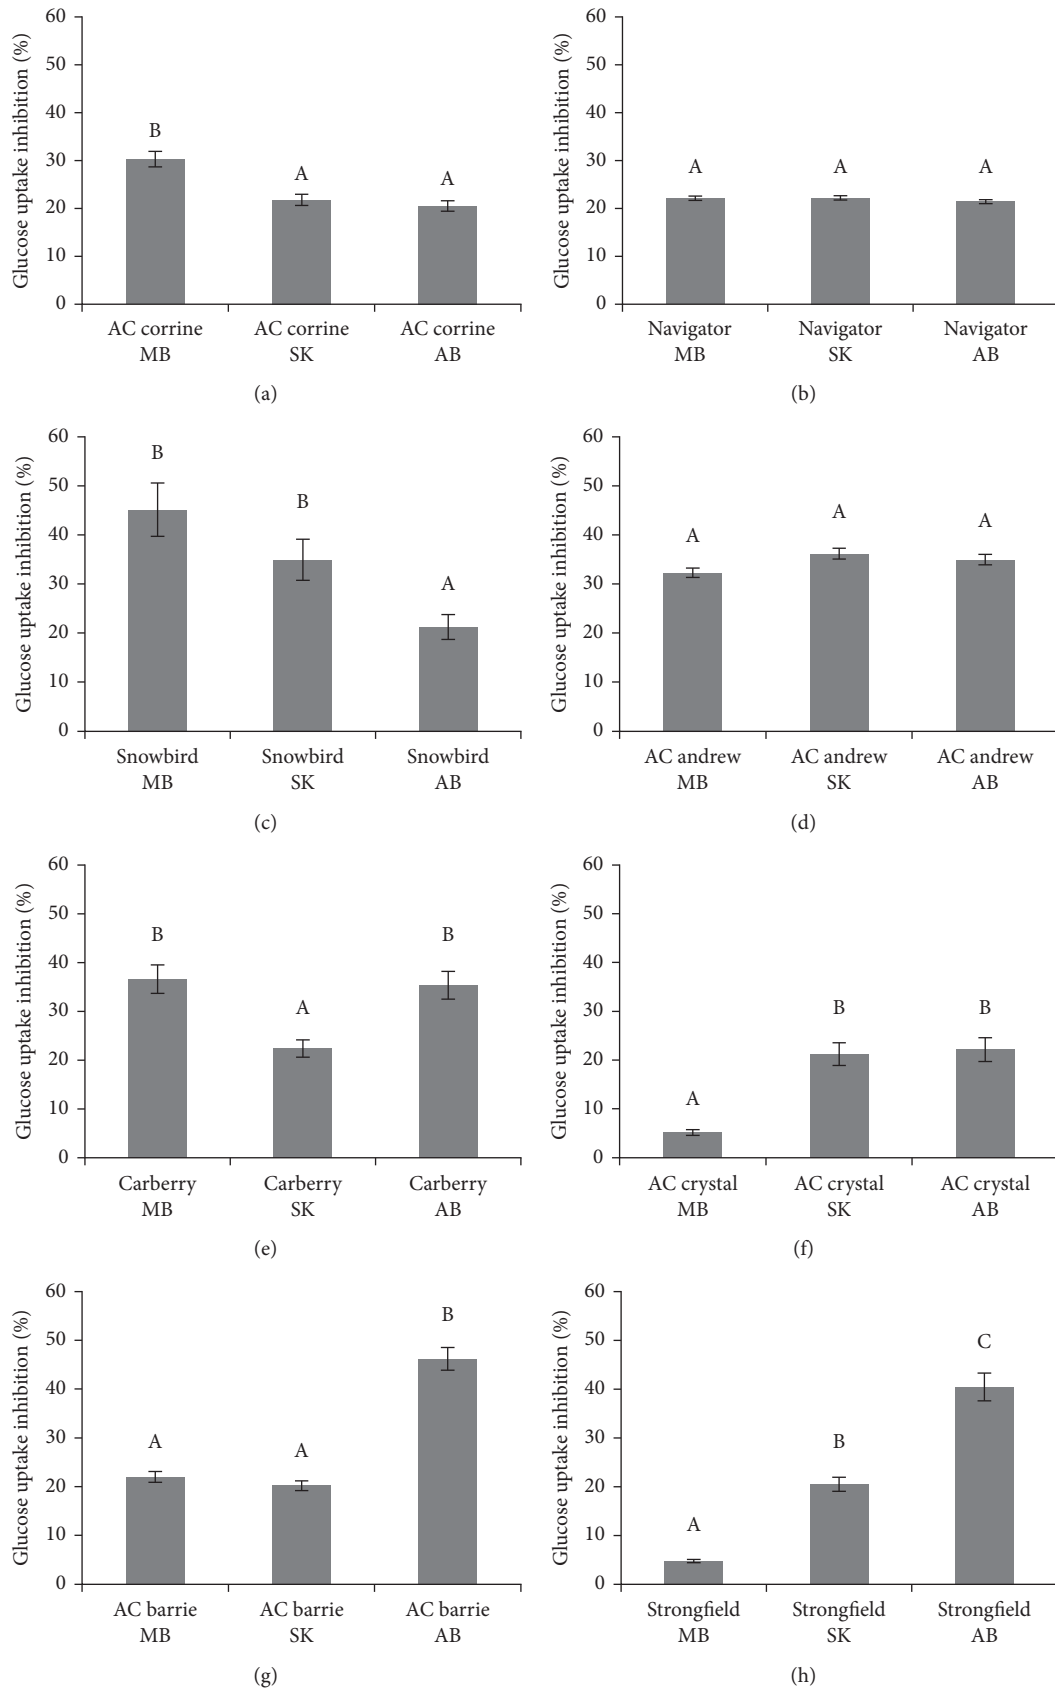 Glucose uptake inhibition (%)
60
50
40
30
20
10
0
B
A
A
AC corrine
MB
AC corrine
SK
AC corrine
AB
(a)
Glucose uptake inhibition (%)
60
50
40
30
20
10
0
A
A
A
Navigator
MB
Navigator
SK
Navigator
AB
(b)
Glucose uptake inhibition (%)
60
50
40
30
20
10
0
B
B
A
Snowbird
MB
Snowbird
SK
Snowbird
AB
(c)
Glucose uptake inhibition (%)
60
50
40
30
20
10
0
A
A
A
AC andrew
MB
AC andrew
SK
AC andrew
AB
(d)
Glucose uptake inhibition (%)
60
50
40
30
20
10
0
B
A
B
Carberry
MB
Carberry
SK
Carberry
AB
(e)
Glucose uptake inhibition (%)
60
50
40
30
20
10
0
A
B
B
AC crystal
MB
AC crystal
SK
AC crystal
AB
(f)
Glucose uptake inhibition (%)
60
50
40
30
20
10
0
A
A
B
AC barrie
MB
AC barrie
SK
AC barrie
AB
(g)
Glucose uptake inhibition (%)
60
50
40
30
20
10
0
A
B
C
Strongfield
MB
Strongfield
SK
Strongfield
AB
(h)